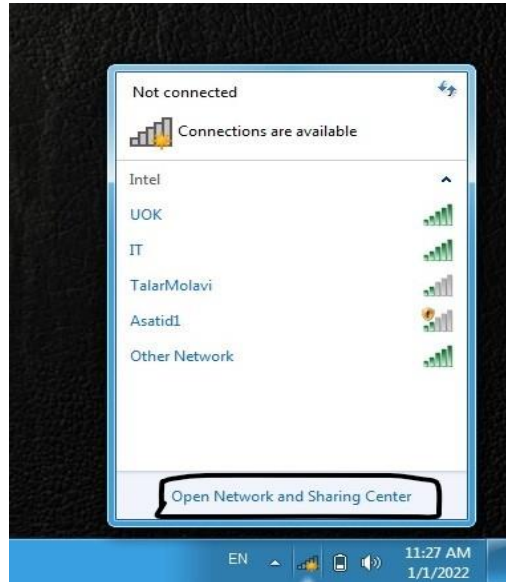 Not connected
Connections are available
Intel
UOK
IT
TalarMolavi
Asatid1
Other Network
Open Network and Sharing Center
EN
11:27 AM
1/1/2022